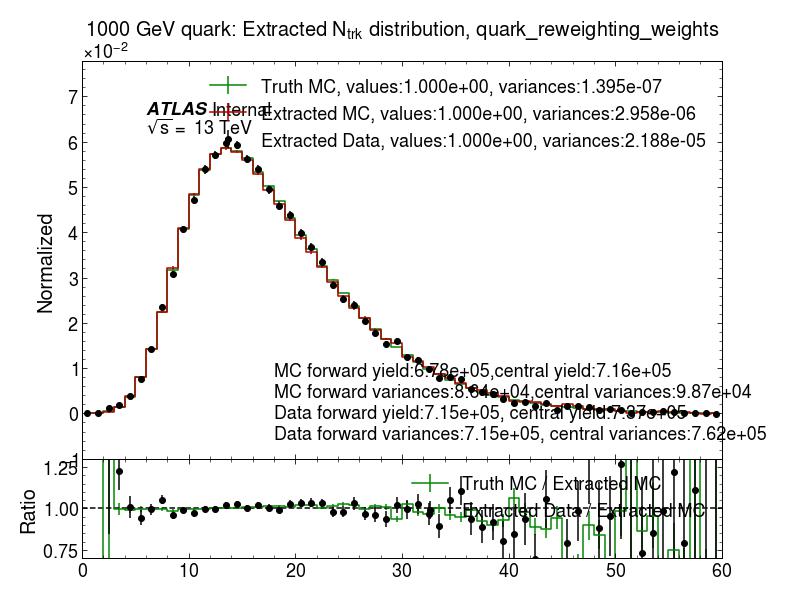 1000 GeV quark: Extracted Ntrk distribution, quark_reweighting_weights
×10−2
Truth MC, values:1.000e+00, variances:1.395e-07
ATLAS Internal
Extracted MC, values:1.000e+00, variances:2.958e-06
√s = 13 TeV
Extracted Data, values:1.000e+00, variances:2.188e-05
7
6
5
4
3
2
1
0
Normalized
MC forward yield:6.78e+05,central yield:7.16e+05
MC forward variances:8.64e+04,central variances:9.87e+04
Data forward yield:7.15e+05, central yield:
Data forward variances:7.15e+05, central variances:7.62e+05
1.25
1.00
0.75
Ratio
Truth MC / Extracted MC
Extracted Data / Extracted MC
0
10
20
30
40
50
60